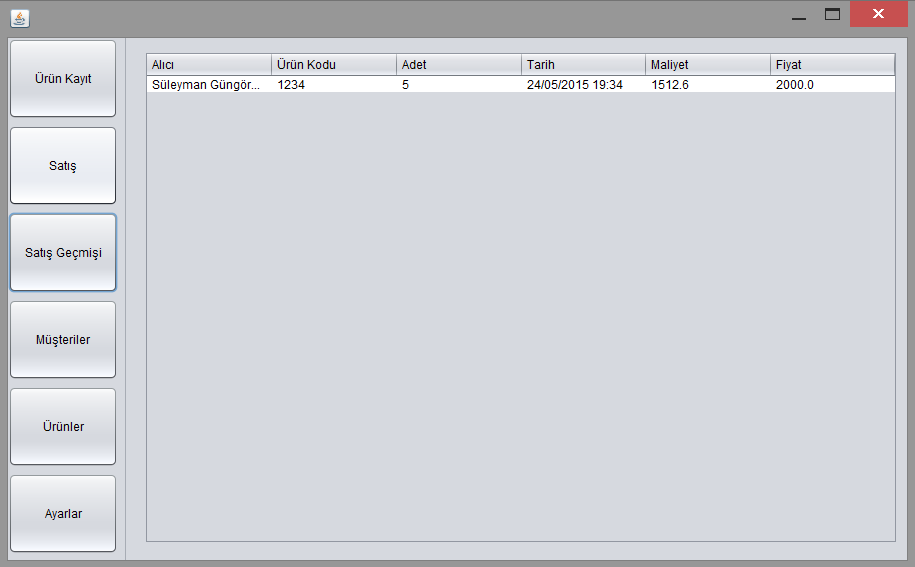 Ürün Kayıt
Satış
Satış Geçmişi
Müşteriler
Ürünler
Ayarlar
Alıcı Ürün Kodu Adet Tarih Maliyet Fiyat
Süleyman Güngör... 1234 5 24/05/2015 19:34 1512.6 2000.0